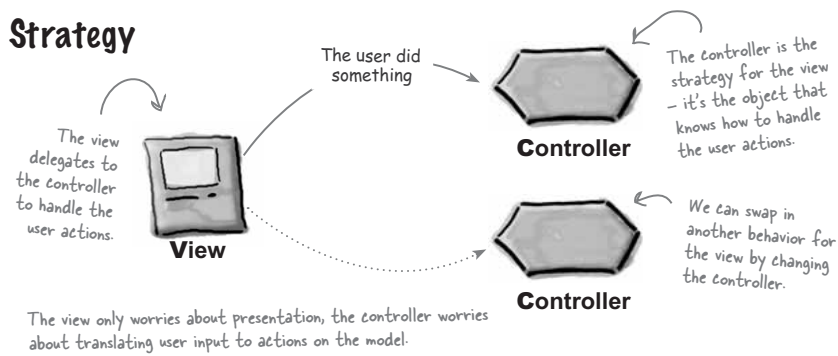 Strategy
The user did
something
The controller is the
strategy for the view
– it's the object that
knows how to handle
the user actions.
The view
delegates to
the controller
to handle the
user actions.
Controller
View
We can swap in
another behavior for
the view by changing
the controller.
Controller
The view only worries about presentation, the controller worries
about translating user input to actions on the model.